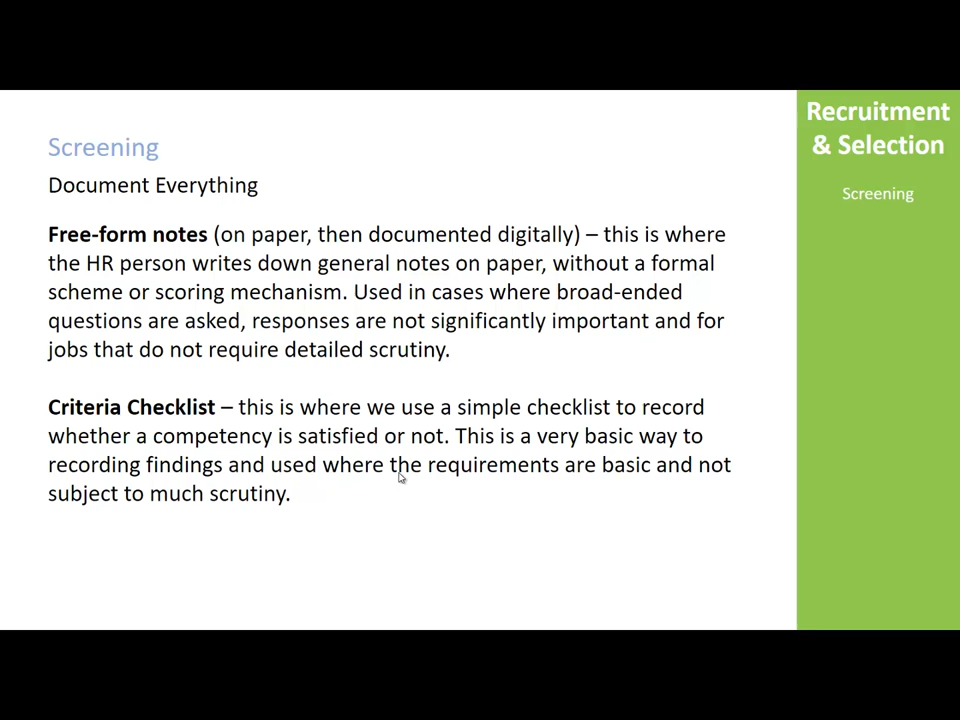 Screening
Document Everything
Free-form notes (on paper, then documented digitally) – this is where
the HR person writes down general notes on paper, without a formal
scheme or scoring mechanism. Used in cases where broad-ended
questions are asked, responses are not significantly important and for
jobs that do not require detailed scrutiny.
Criteria Checklist – this is where we use a simple checklist to record
whether a competency is satisfied or not. This is a very basic way to
recording findings and used where the requirements are basic and not
subject to much scrutiny.
Recruitment
& Selection
Screening